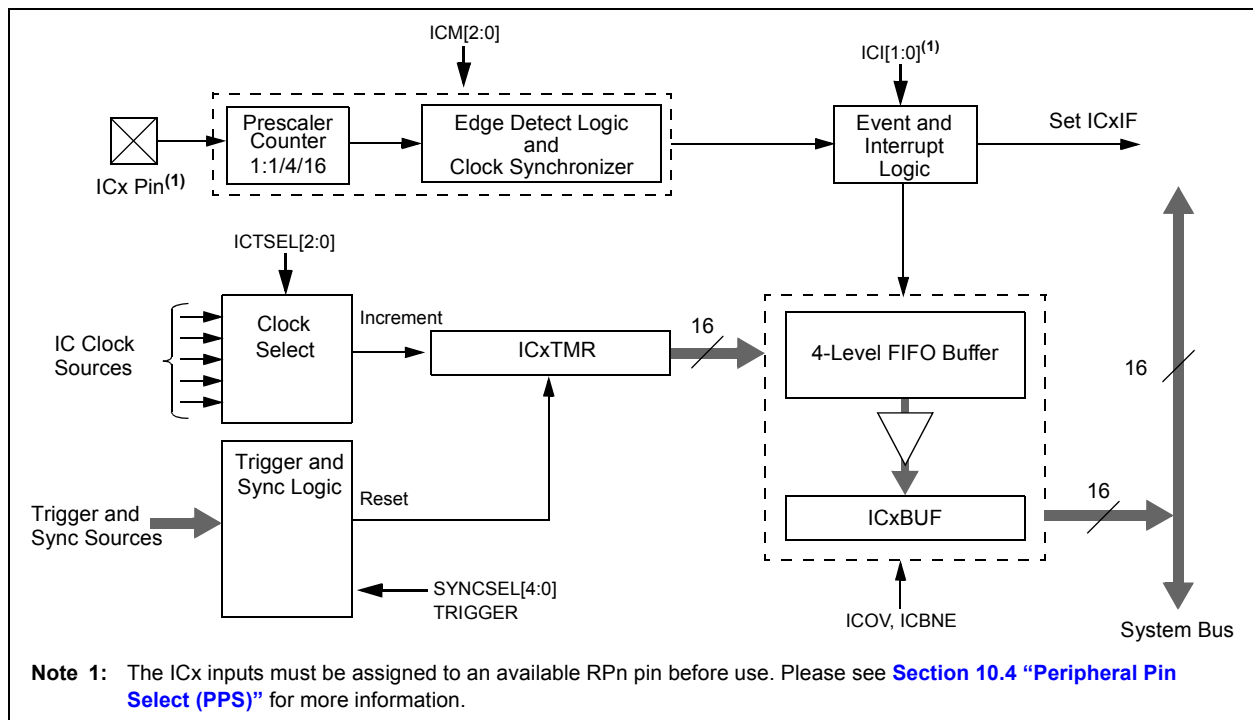 ICM[2:0]
ICI[1:0](1)
Prescaler
Counter
1:1/4/16
Edge Detect Logic
and
Clock Synchronizer
Event and
Interrupt
Logic
Set ICxIF
ICx Pin(1)
ICTSEL[2:0]
IC Clock
Sources
Clock
Select
Increment
ICxTMR
16
4-Level FIFO Buffer
16
Trigger and
Sync Logic
Reset
Trigger and
Sync Sources
ICxBUF
16
SYNCSEL[4:0]
TRIGGER
ICOV, ICBNE
System Bus
Note 1: The ICx inputs must be assigned to an available RPn pin before use. Please see Section 10.4 “Peripheral Pin
Select (PPS)” for more information.